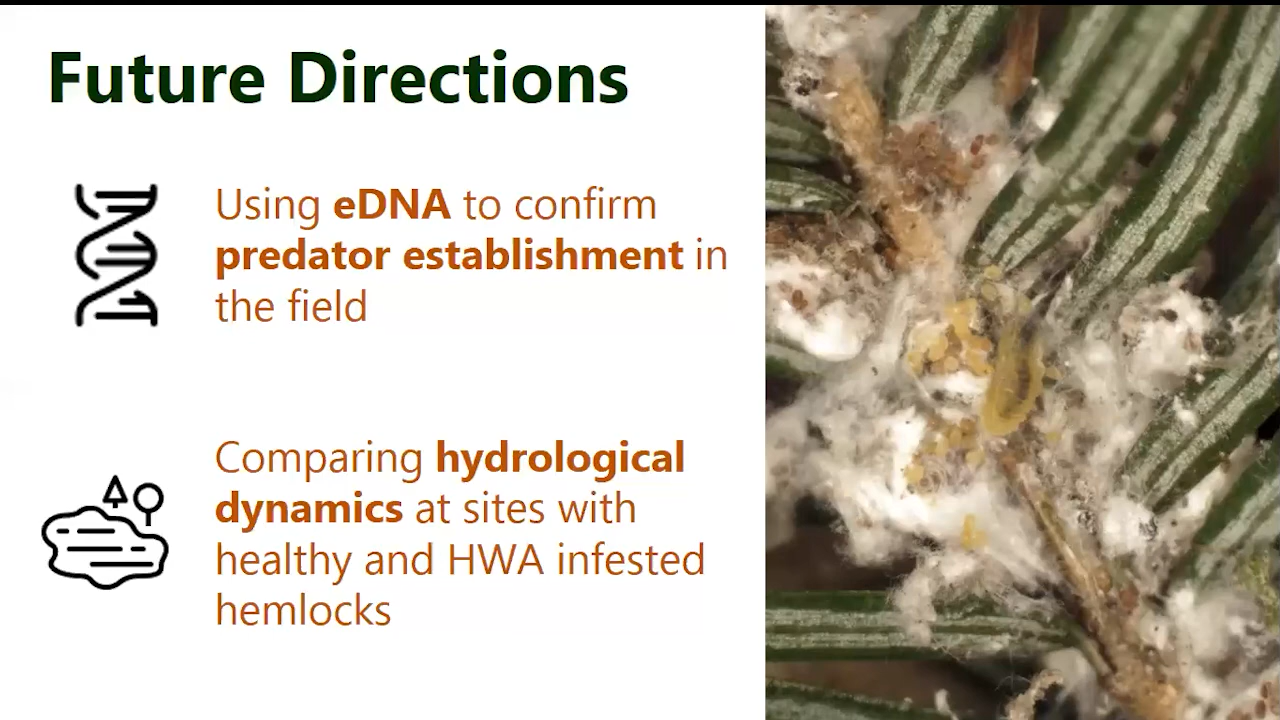 Future Directions
Using eDNA to confirm
predator establishment in
the field
Comparing hydrological
dynamics at sites with
healthy and HWA infested
hemlocks